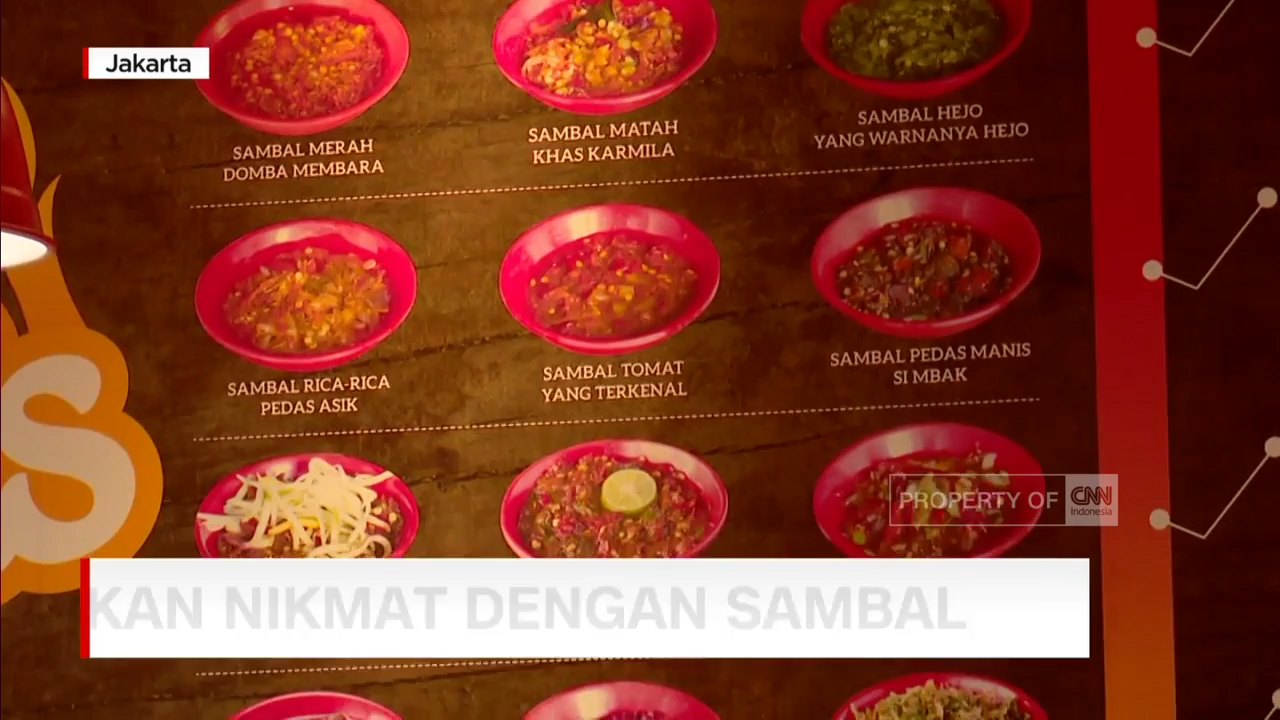 Jakarta
SAMBAL MERAH
DOMBA MEMBARA
SAMBAL MATAH
KHAS KARMILA
SAMBAL HEJO
YANG WARNANYA HEJO
SAMBAL RICA-RICA
PEDAS ASIK
SAMBAL TOMAT
YANG TERKENAL
SAMBAL PEDAS MANIS
SI MBAK
S
PROPERTY OF CNN
Indonesia
KAN NIKMAT DENGAN SAMBAL